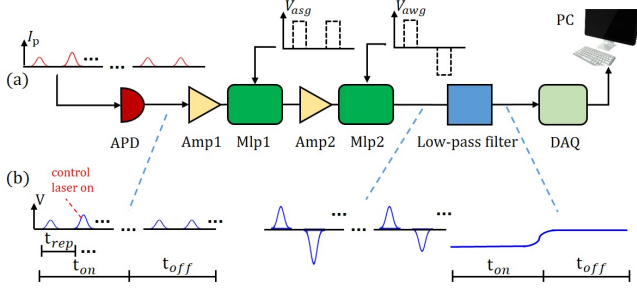 V_asg
V_awg
PC
I_p
...
...
...
(a)
APD
Amp1
Mlp1
Amp2
Mlp2
Low-pass filter
DAQ
(b)
control
laser on
V
...
...
...
...
...
...
t_rep
...
t_on
t_off
t_on
t_off